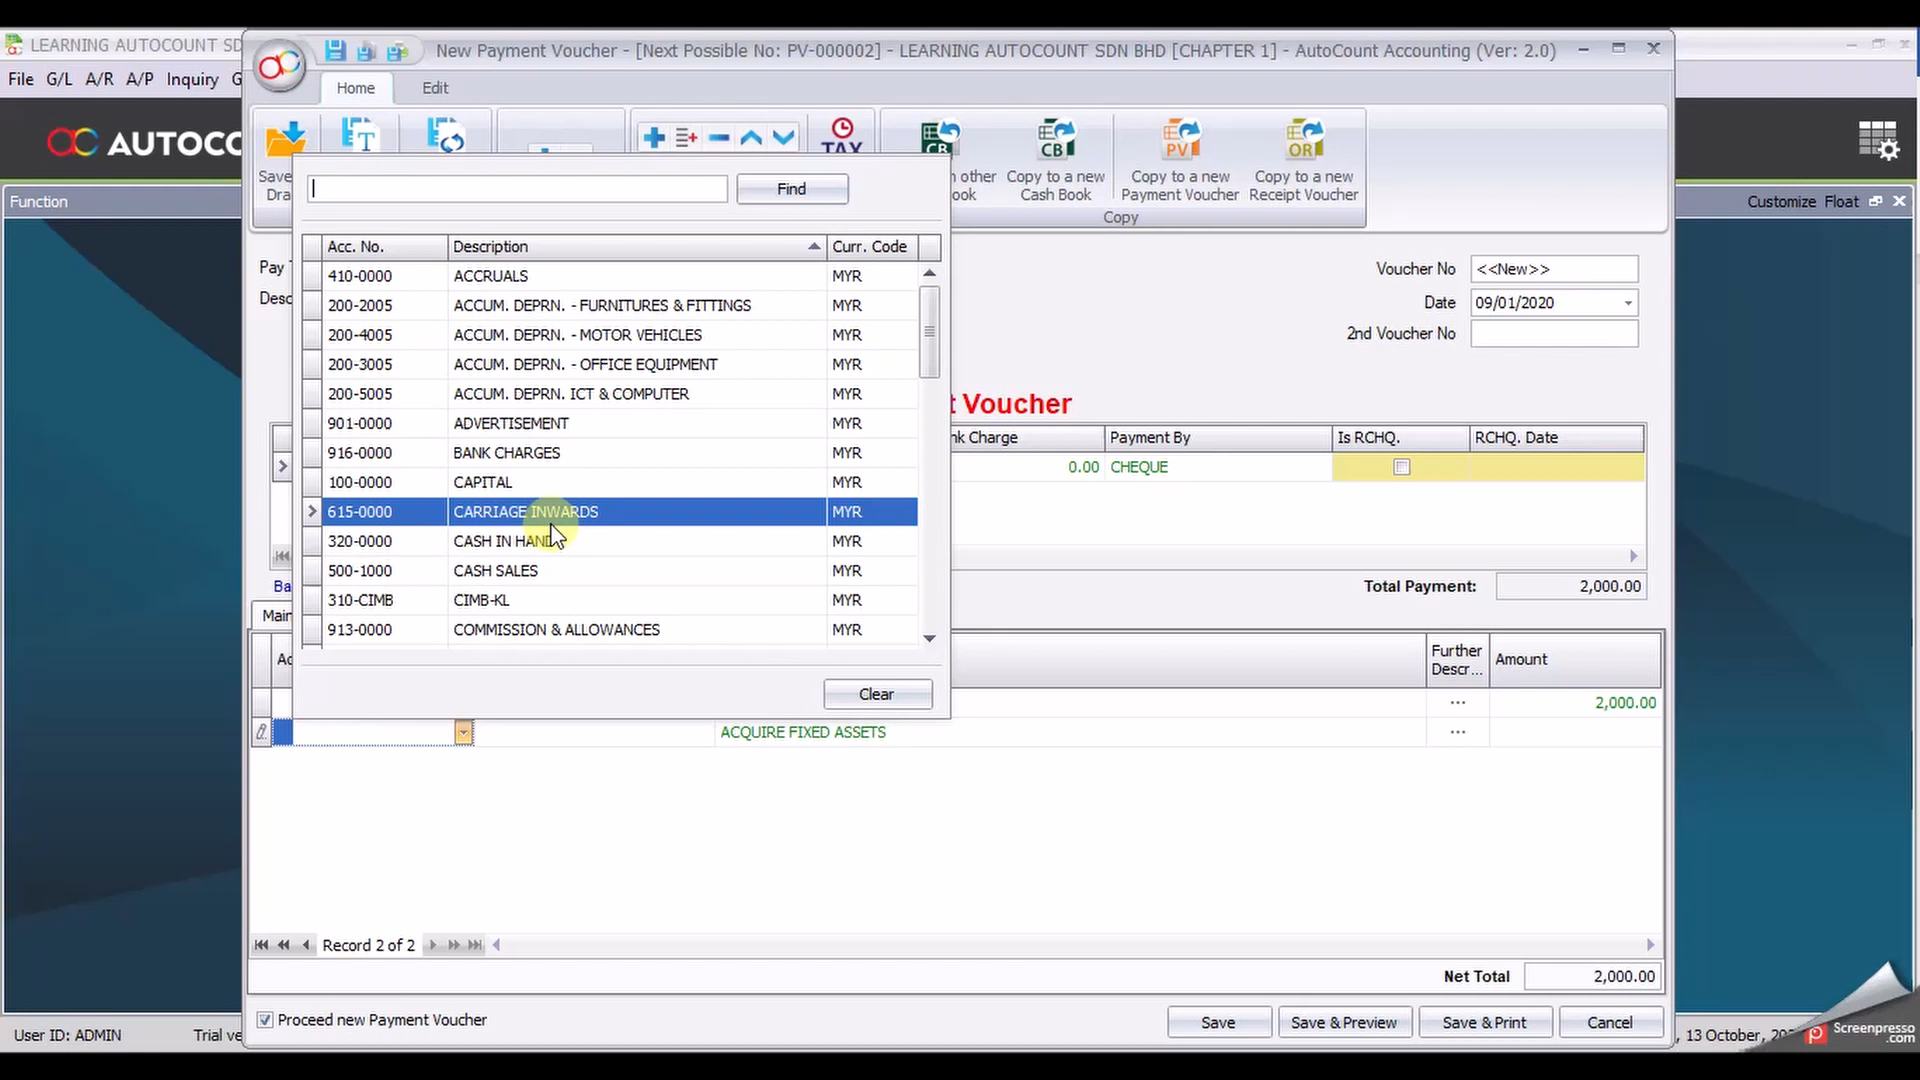 LEARNING AUTOCOUNT SD
New Payment Voucher - [Next Possible No: PV-000002] - LEARNING AUTOCOUNT SDN BHD [CHAPTER 1] - AutoCount Accounting (Ver: 2.0)
File G/L A/R A/P Inquiry G
Home Edit
AUTOCO
TAX
CB CB PV OR
Save
Dra
Find
n other
ook
Copy to a new
Cash Book
Copy to a new
Payment Voucher
Copy to a new
Receipt Voucher
Copy
Function
Customize Float
Acc. No. Description Curr. Code
410-0000 ACCRUALS MYR
200-2005 ACCUM. DEPRN. - FURNITURES & FITTINGS MYR
200-4005 ACCUM. DEPRN. - MOTOR VEHICLES MYR
200-3005 ACCUM. DEPRN. - OFFICE EQUIPMENT MYR
200-5005 ACCUM. DEPRN. ICT & COMPUTER MYR
901-0000 ADVERTISEMENT MYR
916-0000 BANK CHARGES MYR
100-0000 CAPITAL MYR
615-0000 CARRIAGE INWARDS MYR
320-0000 CASH IN HAND MYR
500-1000 CASH SALES MYR
310-CIMB CIMB-KL MYR
913-0000 COMMISSION & ALLOWANCES MYR
Clear
Pay T
Desc
Voucher No <<New>>
Date 09/01/2020
2nd Voucher No
t Voucher
nk Charge Payment By Is RCHQ. RCHQ. Date
0.00 CHEQUE
Ba
Total Payment: 2,000.00
Main
Ac
Further
Descr...
Amount
... 2,000.00
ACQUIRE FIXED ASSETS ...
Record 2 of 2
Net Total 2,000.00
Proceed new Payment Voucher
Save
Save & Preview
Save & Print
Cancel
User ID: ADMIN
Trial ve
, 13 October, 20
Screenpresso
.com